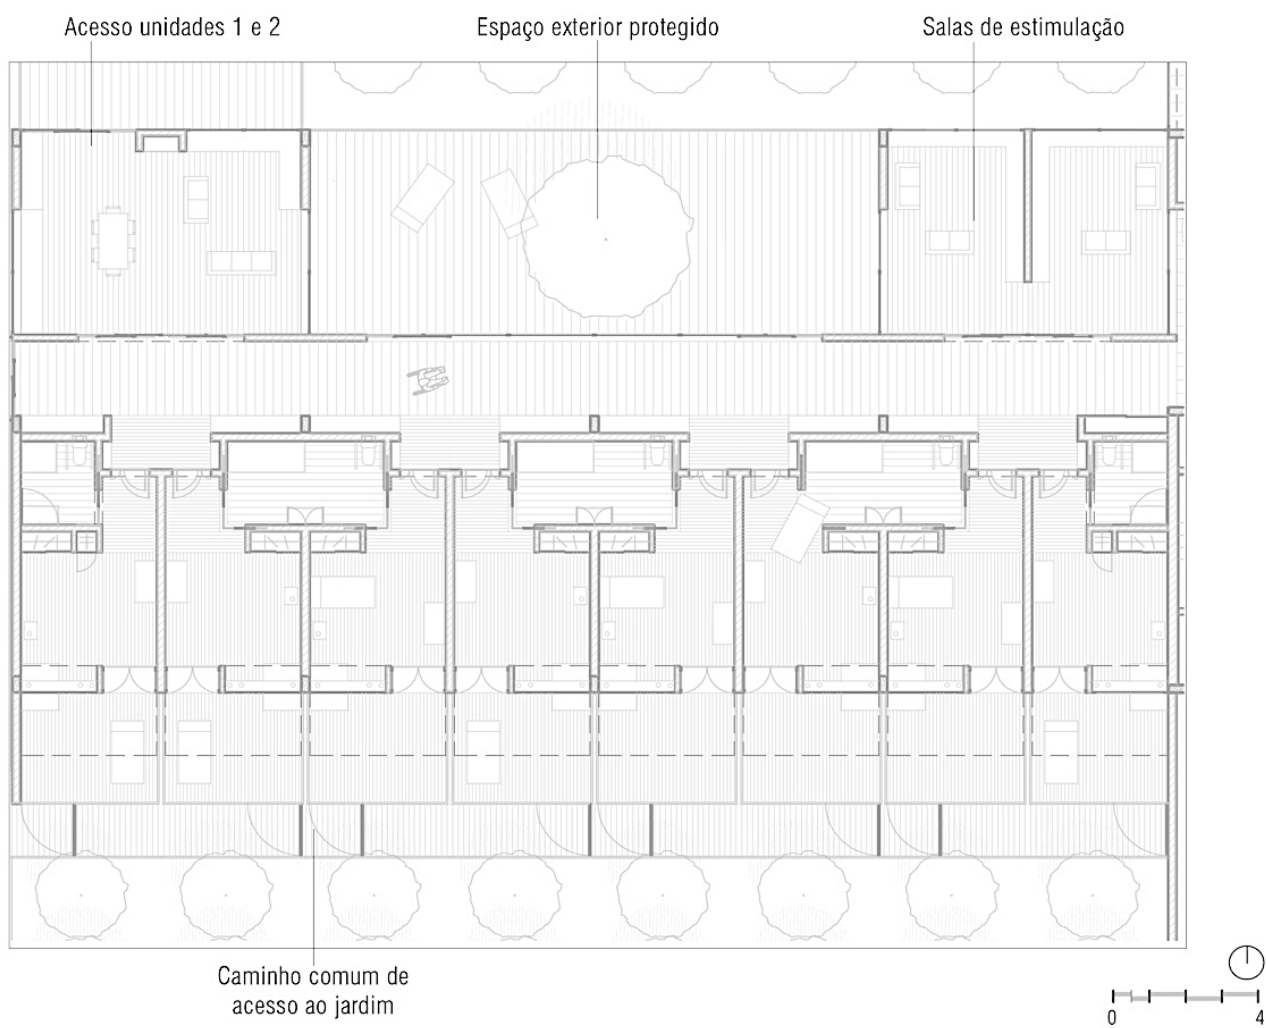 Acesso unidades 1 e 2
Espaço exterior protegido
Salas de estimulação
Caminho comum de
acesso ao jardim
0 4